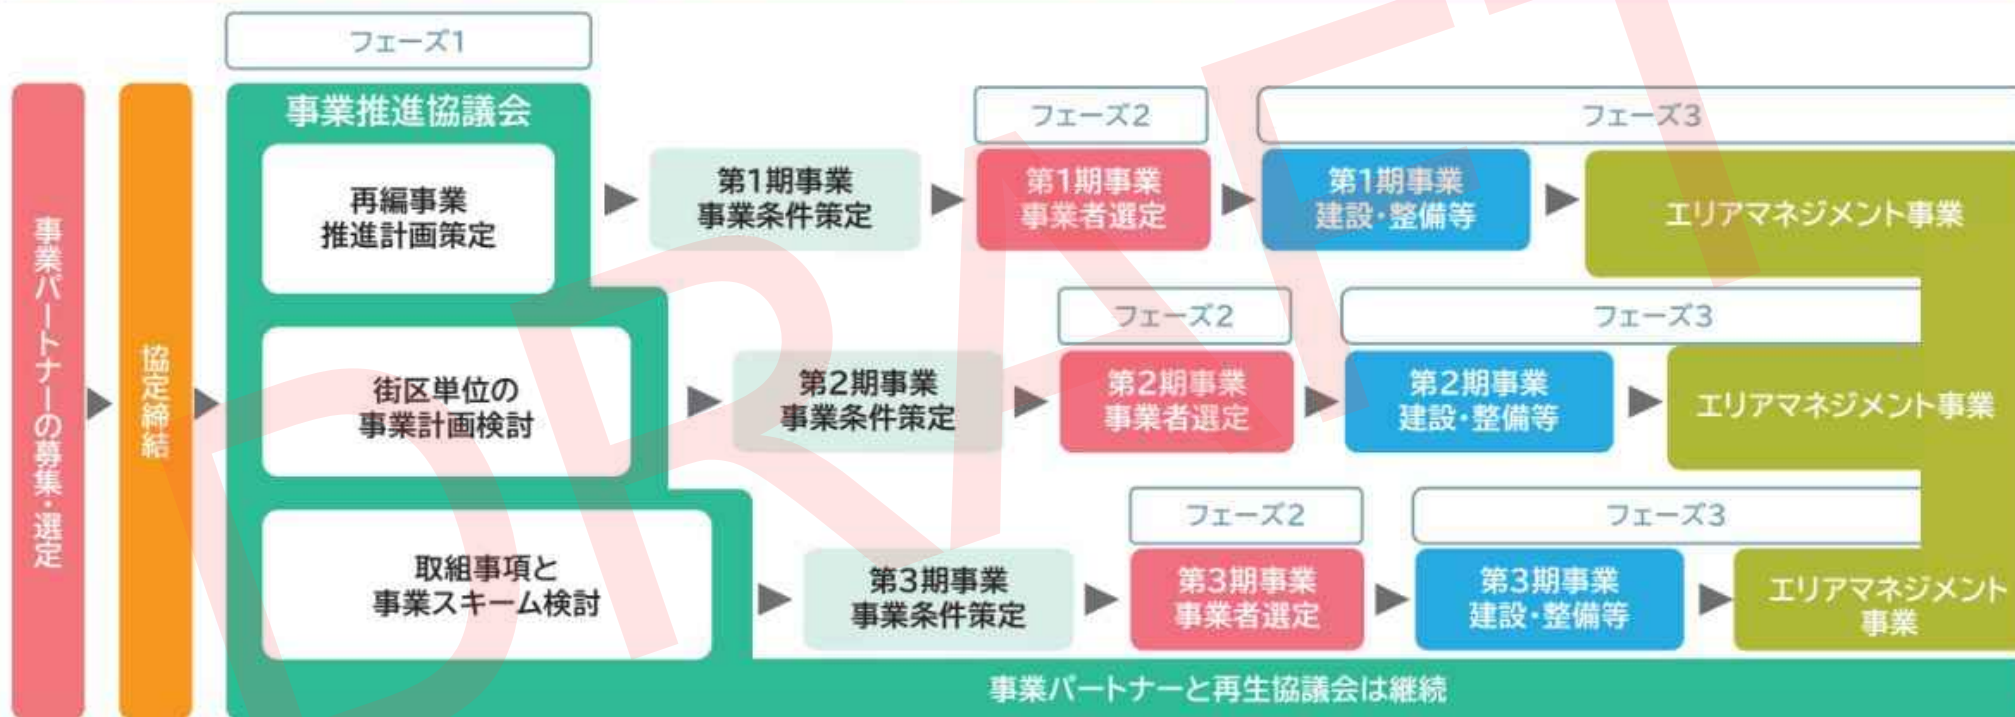 フェーズ1
事業パートナーの募集・選定
協定締結
事業推進協議会
再編事業
推進計画策定
街区単位の
事業計画検討
取組事項と
事業スキーム検討
第1期事業
事業条件策定
フェーズ2
第1期事業
事業者選定
フェーズ3
第1期事業
建設・整備等
エリアマネジメント事業
第2期事業
事業条件策定
フェーズ2
第2期事業
事業者選定
フェーズ3
第2期事業
建設・整備等
エリアマネジメント事業
第3期事業
事業条件策定
フェーズ2
第3期事業
事業者選定
フェーズ3
第3期事業
建設・整備等
エリアマネジメント
事業
事業パートナーと再生協議会は継続
DRAFT